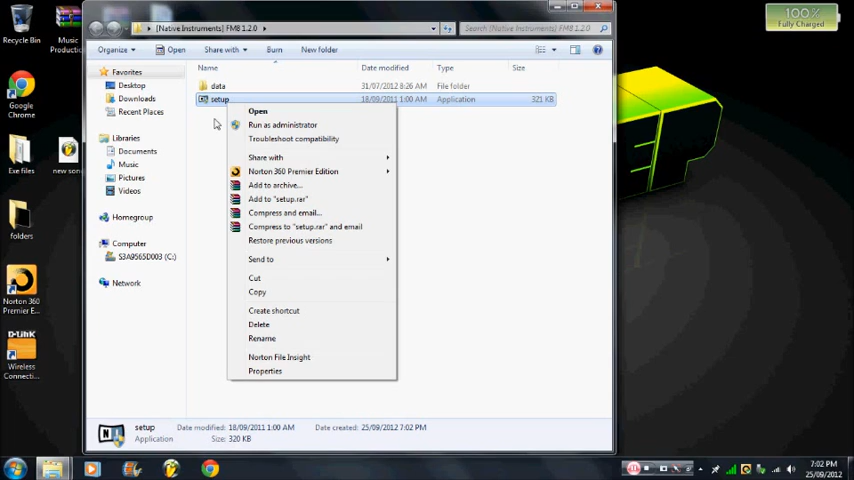 Recycle Bin
Music Productio...
100%
Fully Charged
[Native Instruments] FM8 1.2.0
Search [Native Instruments] FM8 1.2.0
Organize
Open
Share with
Burn
New folder
Name
Date modified
Type
Size
data
31/07/2012 8:26 AM
File folder
setup
18/09/2011 1:00 AM
Application
321 KB
Favorites
Desktop
Downloads
Recent Places
Libraries
Documents
Music
Pictures
Videos
Homegroup
Computer
S3A9565D003 (C:)
Network
Google Chrome
Exe files
new son
folders
Norton 360 Premier E...
D-Link
Wireless Connecti...
Open
Run as administrator
Troubleshoot compatibility
Share with
Norton 360 Premier Edition
Add to archive...
Add to "setup.rar"
Compress and email...
Compress to "setup.rar" and email
Restore previous versions
Send to
Cut
Copy
Create shortcut
Delete
Rename
Norton File Insight
Properties
setup
Date modified: 18/09/2011 1:00 AM
Date created: 25/09/2012 7:02 PM
Application
Size: 320 KB
7:02 PM
25/09/2012